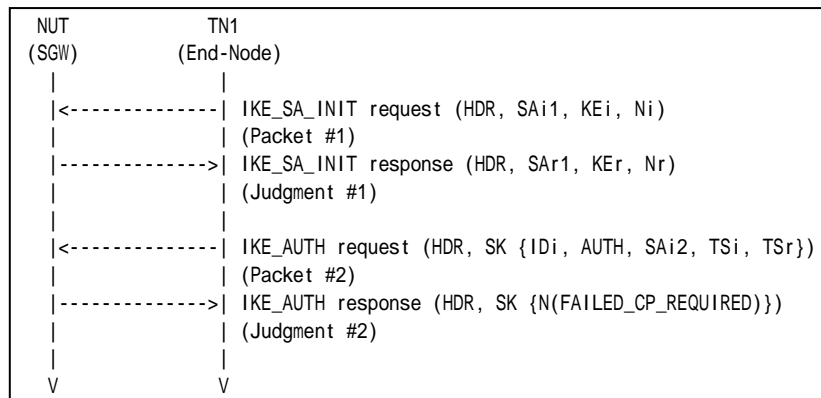 NUT TN1
(SGW) (End-Node)
| |
|<--------------| IKE_SA_INIT request (HDR, SAi1, KEi, Ni)
| | (Packet #1)
|-------------->| IKE_SA_INIT response (HDR, SAr1, KEr, Nr)
| | (Judgment #1)
| |
|<--------------| IKE_AUTH request (HDR, SK {IDi, AUTH, SAi2, TSi, TSr})
| | (Packet #2)
|-------------->| IKE_AUTH response (HDR, SK {N(FAILED_CP_REQUIRED)})
| | (Judgment #2)
| |
V V